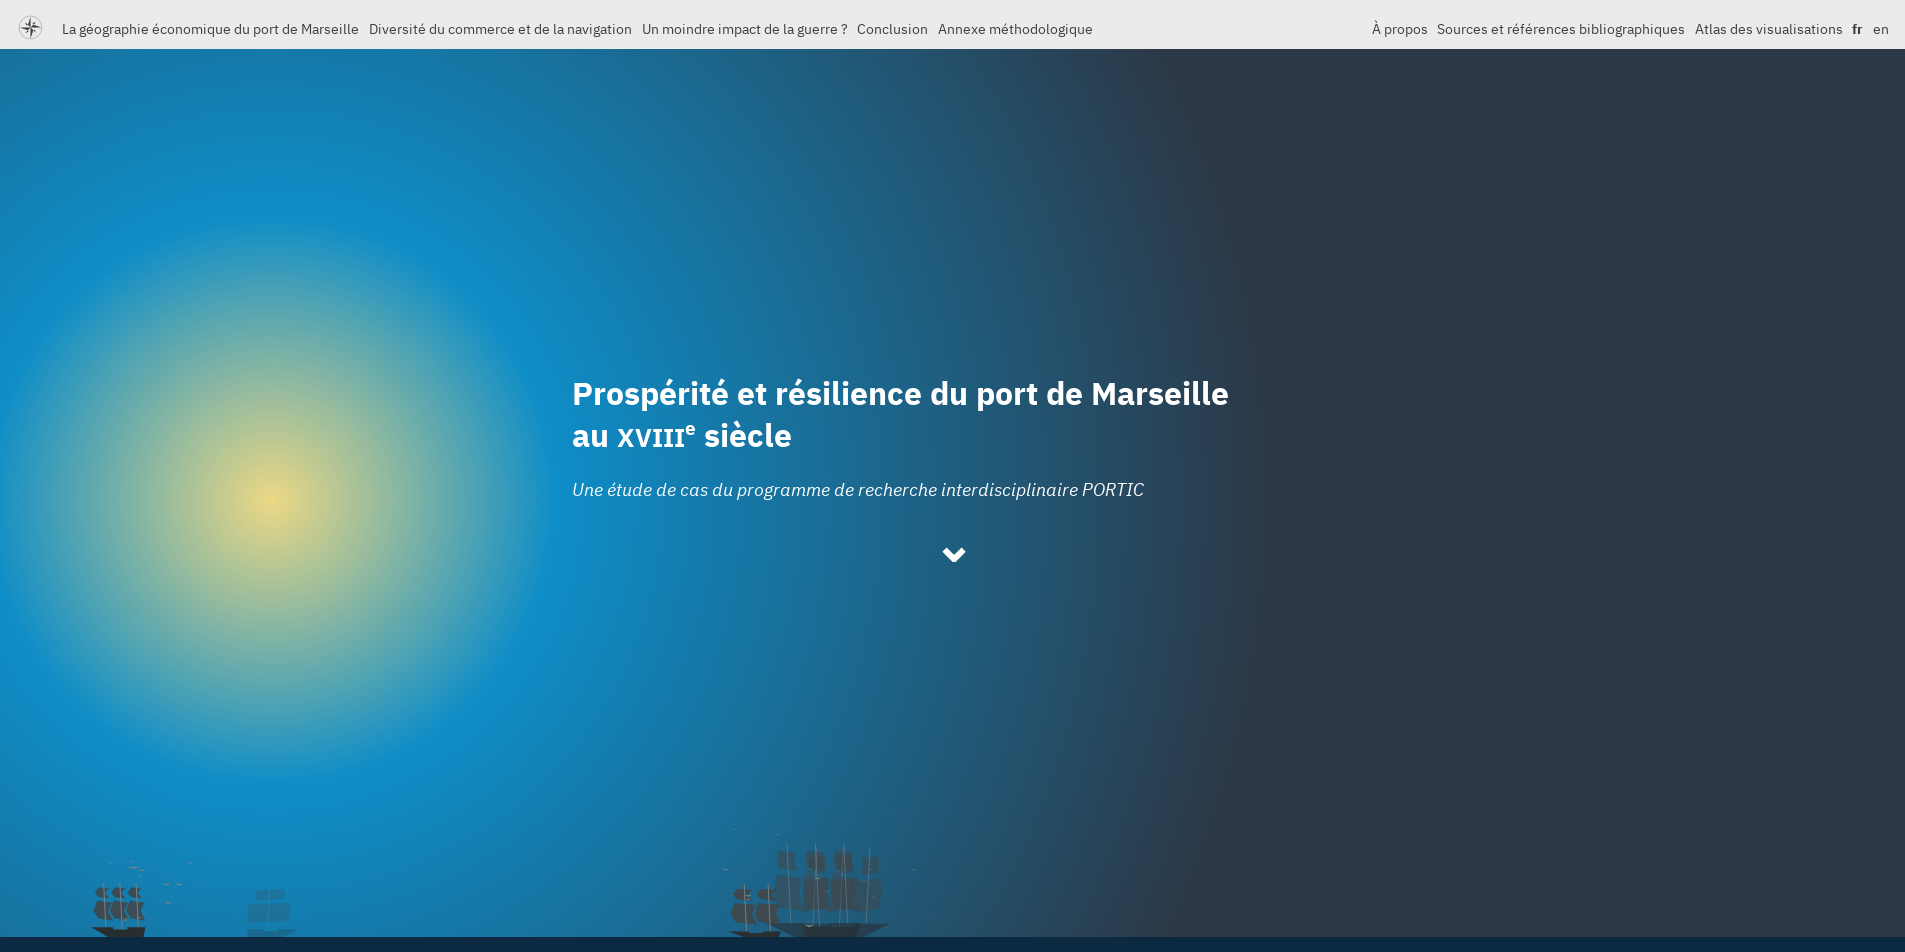 La géographie économique du port de Marseille Diversité du commerce et de la navigation Un moindre impact de la guerre ? Conclusion Annexe méthodologique À propos Sources et références bibliographiques Atlas des visualisations fr en
Prospérité et résilience du port de Marseille
au XVIIIe siècle
Une étude de cas du programme de recherche interdisciplinaire PORTIC